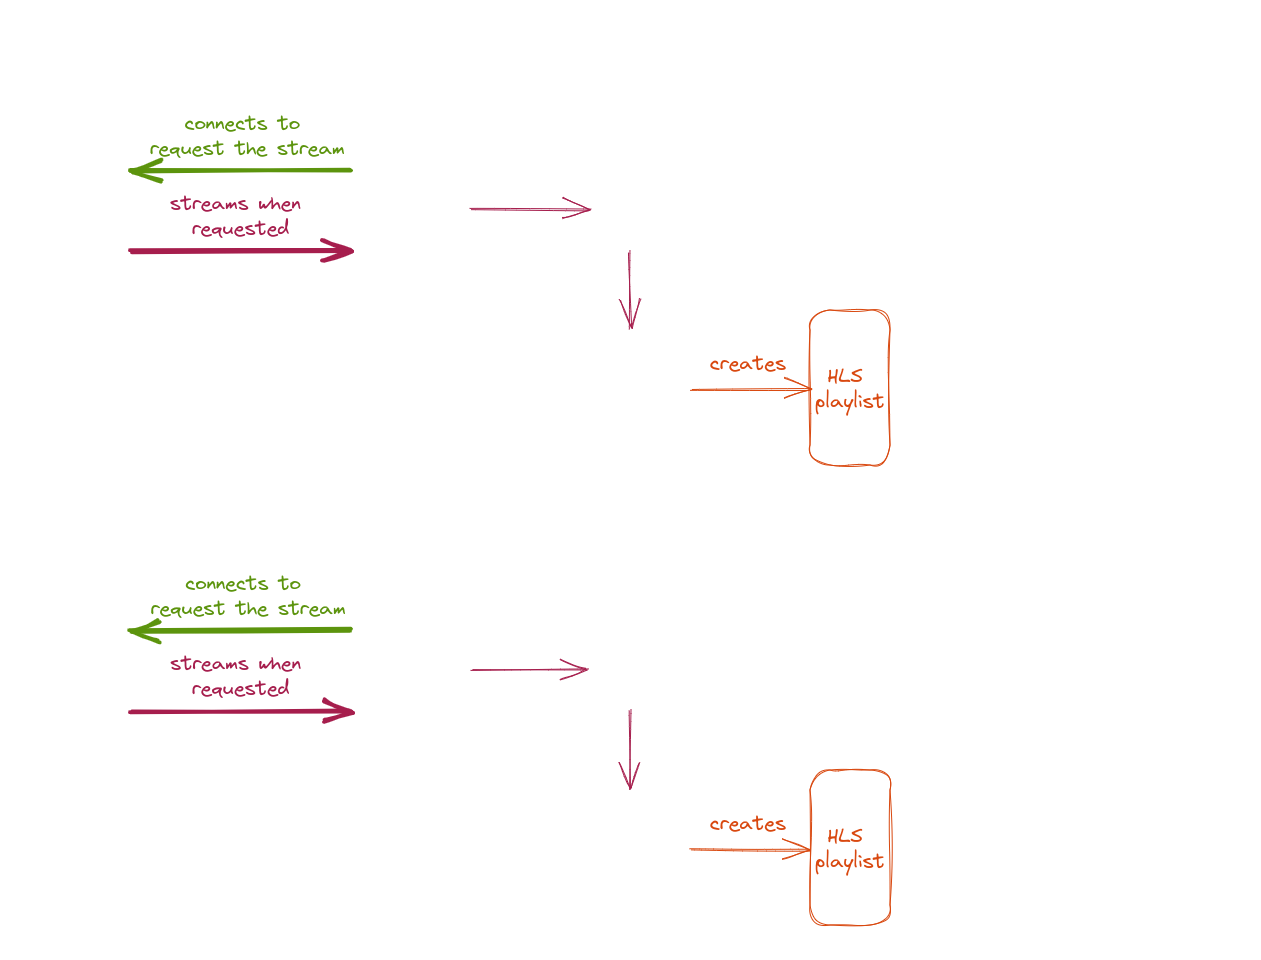 connects to
request the stream
streams when
requested
creates
HLS
playlist
connects to
request the stream
streams when
requested
creates
HLS
playlist